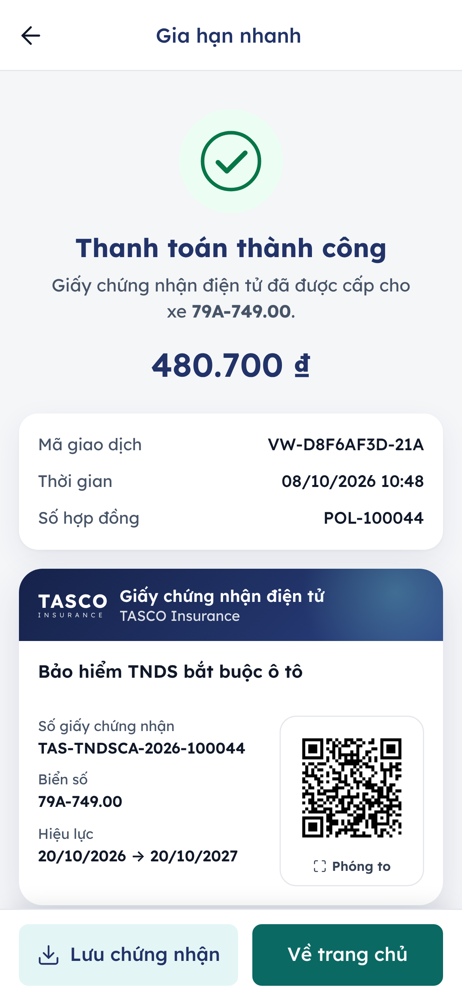 Gia hạn nhanh
Thanh toán thành công
Giấy chứng nhận điện tử đã được cấp cho
xe 79A-749.00.
480.700 ₫
Mã giao dịch VW-D8F6AF3D-21A
Thời gian 08/10/2026 10:48
Số hợp đồng POL-100044
TASCO
INSURANCE
Giấy chứng nhận điện tử
TASCO Insurance
Bảo hiểm TNDS bắt buộc ô tô
Số giấy chứng nhận
TAS-TNDSCA-2026-100044
Biển số
79A-749.00
Hiệu lực
20/10/2026 → 20/10/2027
Phóng to
Lưu chứng nhận
Về trang chủ